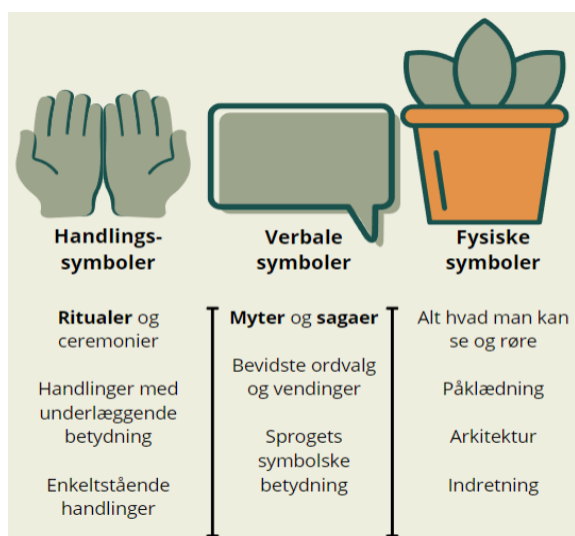 Handlings-
symboler
Ritualer og
ceremonier
Handlinger med
underlæggende
betydning
Enkeltstående
handlinger
Verbale
symboler
Myter og sagaer
Bevidste ordvalg
og vendinger
Sprogets
symbolske
betydning
Fysiske
symboler
Alt hvad man kan
se og røre
Påklædning
Arkitektur
Indretning